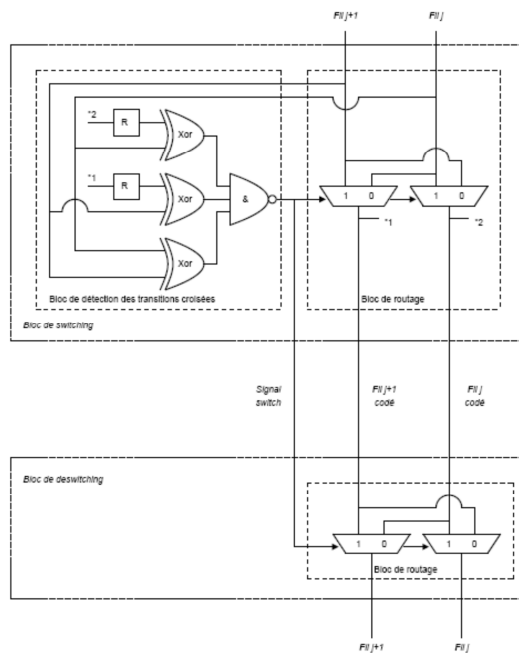 Fil j+1 Fil j
*2 R Xor
*1 R Xor & 1 0 1 0
*1 *2
Xor
Bloc de détection des transitions croisées Bloc de routage
Bloc de switching
Signal switch Fil j+1 codé Fil j codé
Bloc de deswitching
1 0 1 0
Bloc de routage
Fil j+1 Fil j